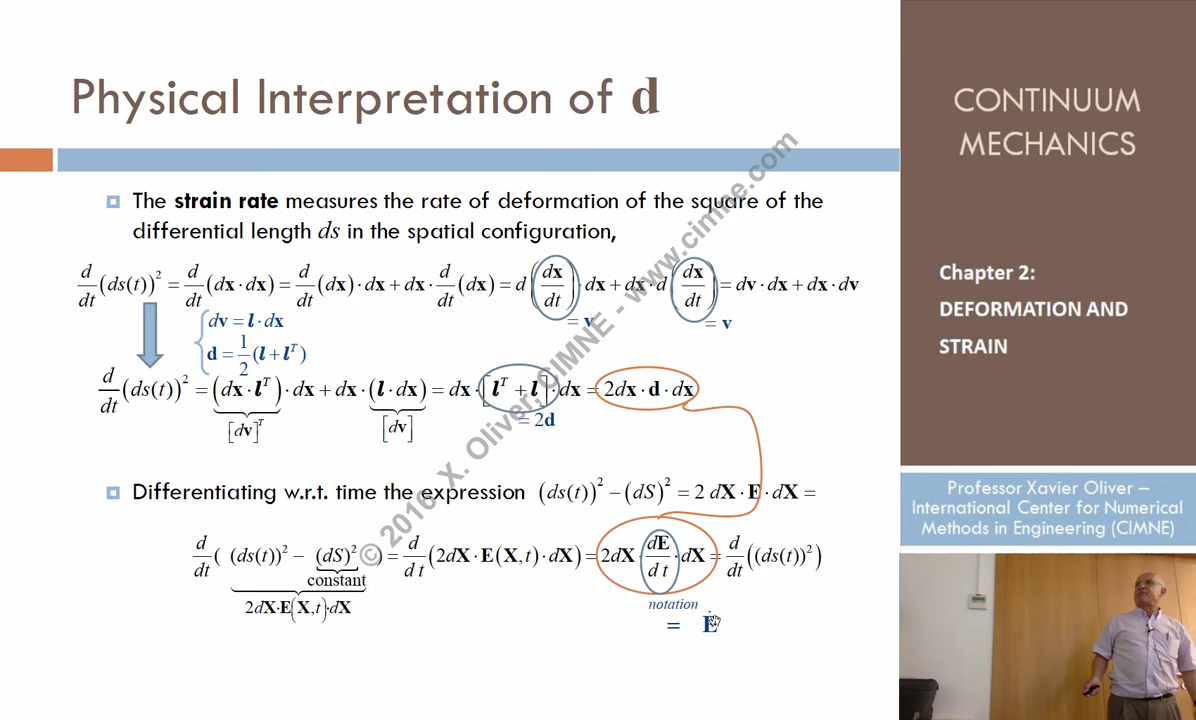 Physical Interpretation of d
The strain rate measures the rate of deformation of the square of the
differential length ds in the spatial configuration,
d/dt (ds(t))² = d/dt (dx · dx) = d/dt (dx) · dx + dx · d/dt (dx) = d(dx/dt) · dx + dx · d(dx/dt) = dv · dx + dx · dv
= v = v
dv = l · dx
d = 1/2 (l + lᵀ)
d/dt (ds(t))² = (dx · lᵀ) · dx + dx · (l · dx) = dx · [lᵀ + l] · dx = 2dx · d · dx
[dv]ᵀ [dv] = 2d
Differentiating w.r.t. time the expression (ds(t))² − (dS)² = 2 dX · E · dX =
d/dt ( (ds(t))² − (dS)² ) = d/dt (2dX · E(X,t) · dX) = 2dX · dE/dt · dX = d/dt ((ds(t))²)
constant
2dX·E(X,t)·dX
notation
= Ė
© 2016 X. Oliver, CIMNE - www.cimne.com
CONTINUUM
MECHANICS
Chapter 2:
DEFORMATION AND
STRAIN
Professor Xavier Oliver –
International Center for Numerical
Methods in Engineering (CIMNE)